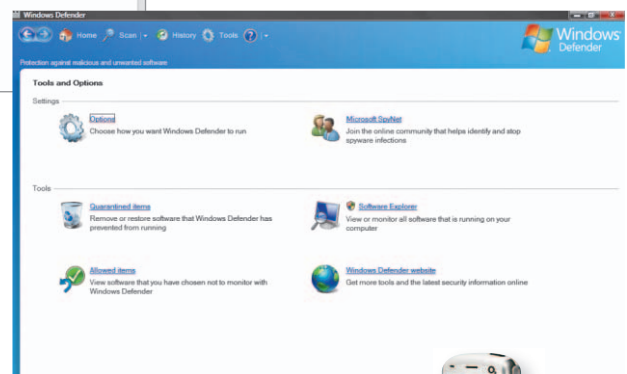 Windows Defender
Home Scan History Tools
Windows
Defender
Protection against malicious and unwanted software
Tools and Options
Settings
Options
Choose how you want Windows Defender to run
Microsoft SpyNet
Join the online community that helps identify and stop
spyware infections
Tools
Quarantined items
Remove or restore software that Windows Defender has
prevented from running
Software Explorer
View or monitor all software that is running on your
computer
Allowed items
View software that you have chosen not to monitor with
Windows Defender
Windows Defender website
Get more tools and the latest security information online